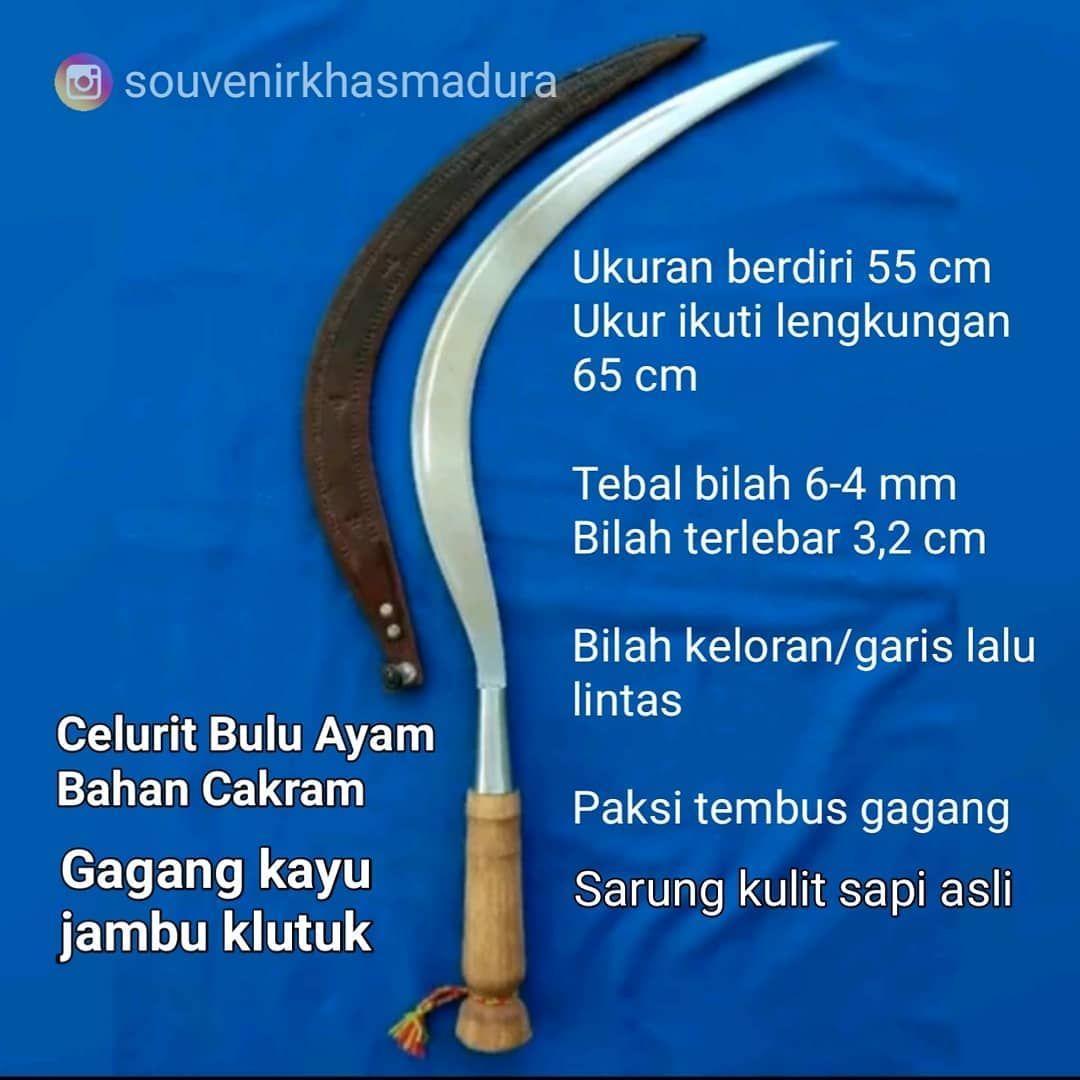 souvenirkhasmadura
Ukuran berdiri 55 cm
Ukur ikuti lengkungan
65 cm
Tebal bilah 6-4 mm
Bilah terlebar 3,2 cm
Bilah keloran/garis lalu
lintas
Paksi tembus gagang
Sarung kulit sapi asli
Celurit Bulu Ayam
Bahan Cakram
Gagang kayu
jambu klutuk